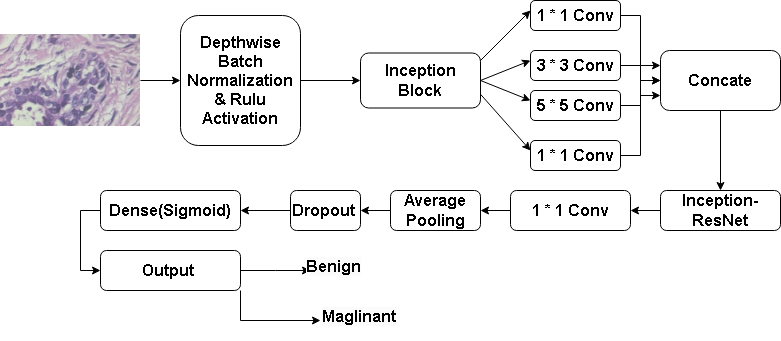 Depthwise
Batch
Normalization
& Rulu
Activation
Inception
Block
1 * 1 Conv
3 * 3 Conv
5 * 5 Conv
1 * 1 Conv
Concate
Inception-
ResNet
1 * 1 Conv
Average
Pooling
Dropout
Dense(Sigmoid)
Output
Benign
Maglinant